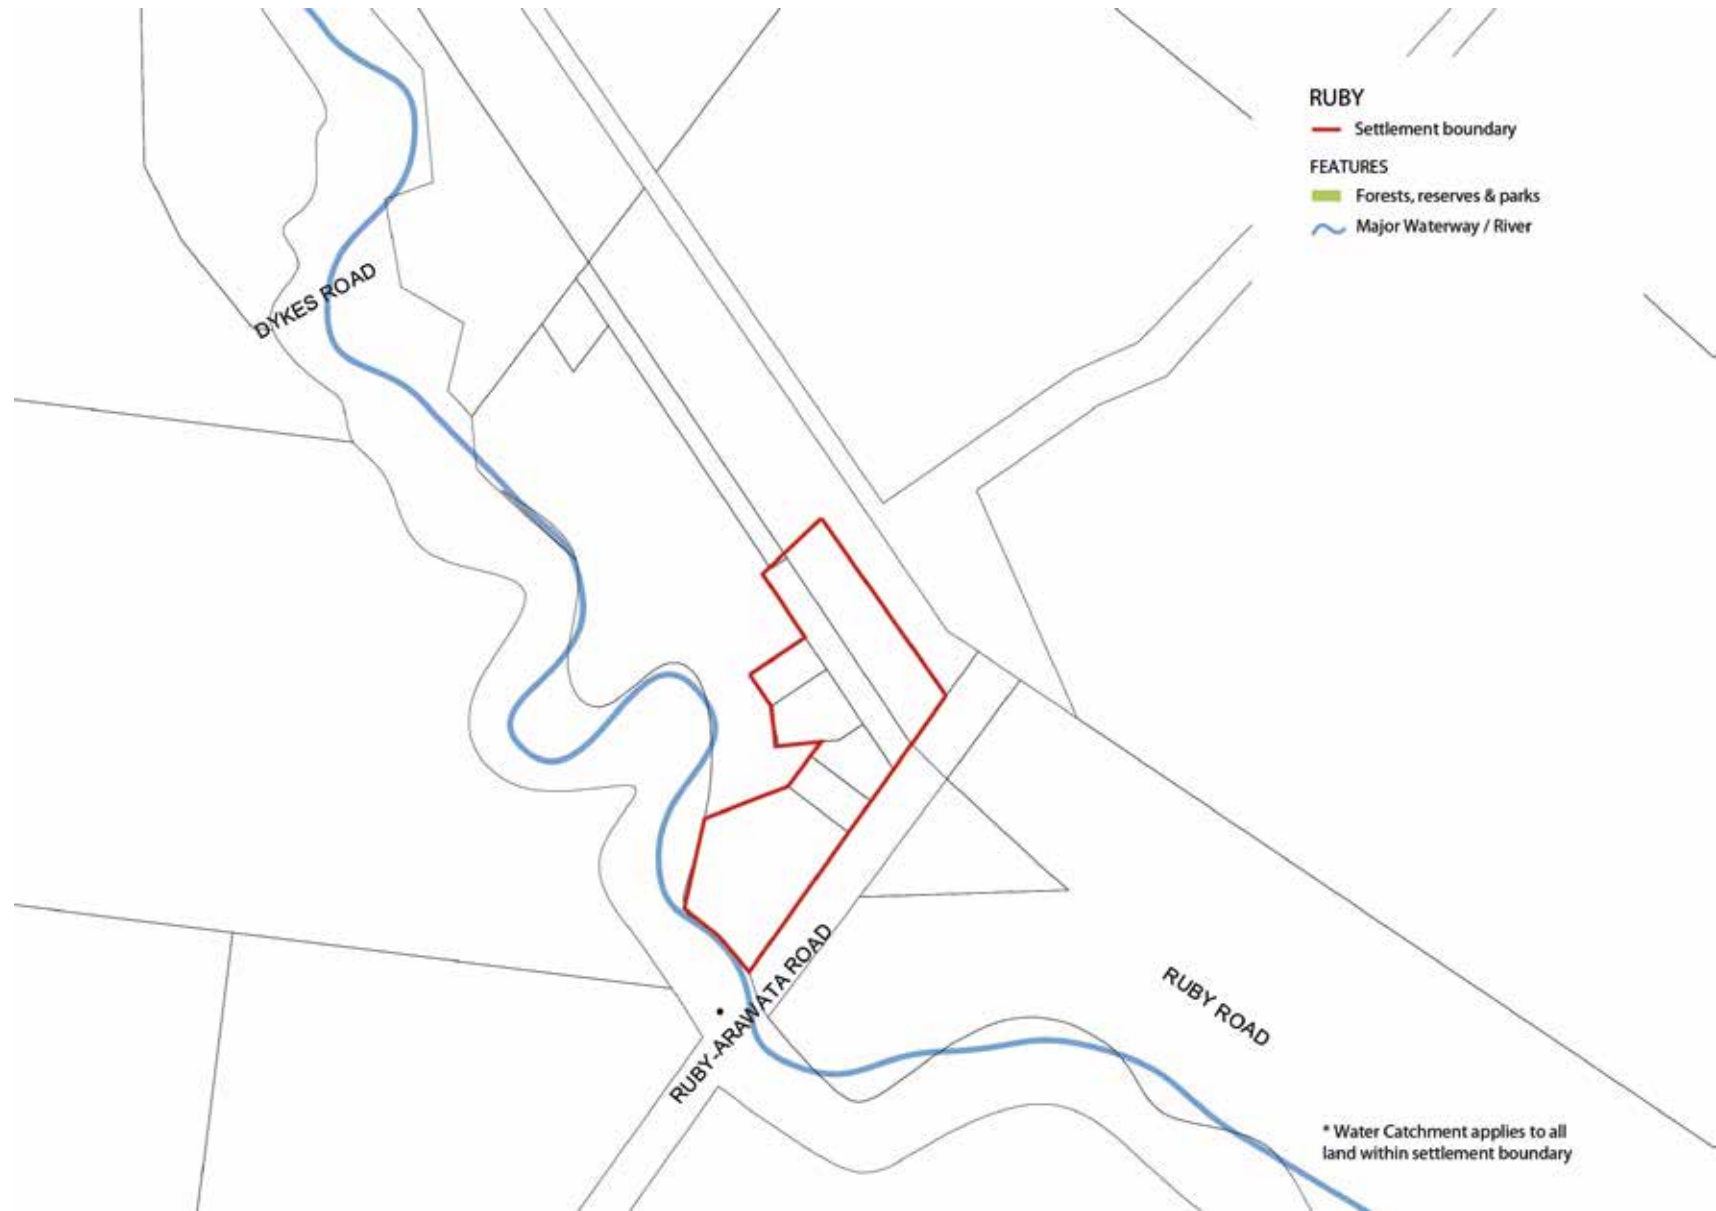 RUBY
Settlement boundary
FEATURES
Forests, reserves & parks
Major Waterway / River
DYKES ROAD
RUBY-ARAWATA ROAD
RUBY ROAD
* Water Catchment applies to all
land within settlement boundary